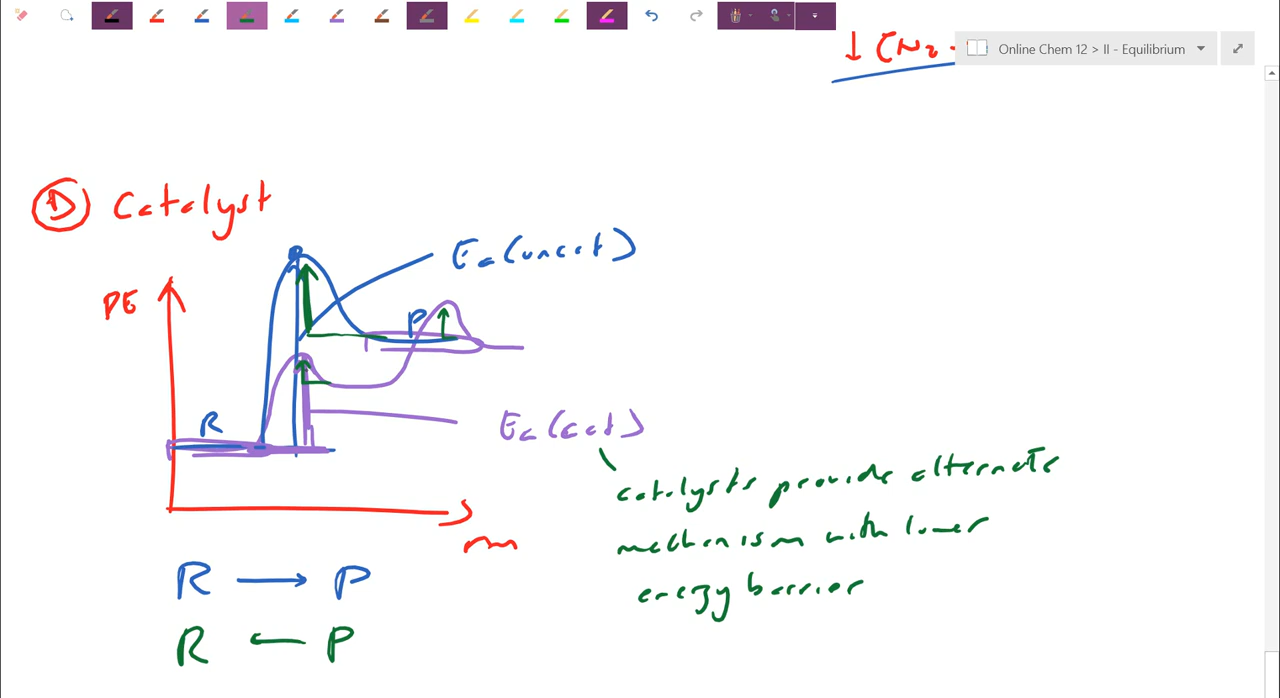 ↓ [N2
Online Chem 12 > II - Equilibrium
D Catalyst
Ea (uncat)
PE
P
R
Ea (cat)
catalysts provide alternate
mechanism with lower
energy barrier
R → P
R ← P